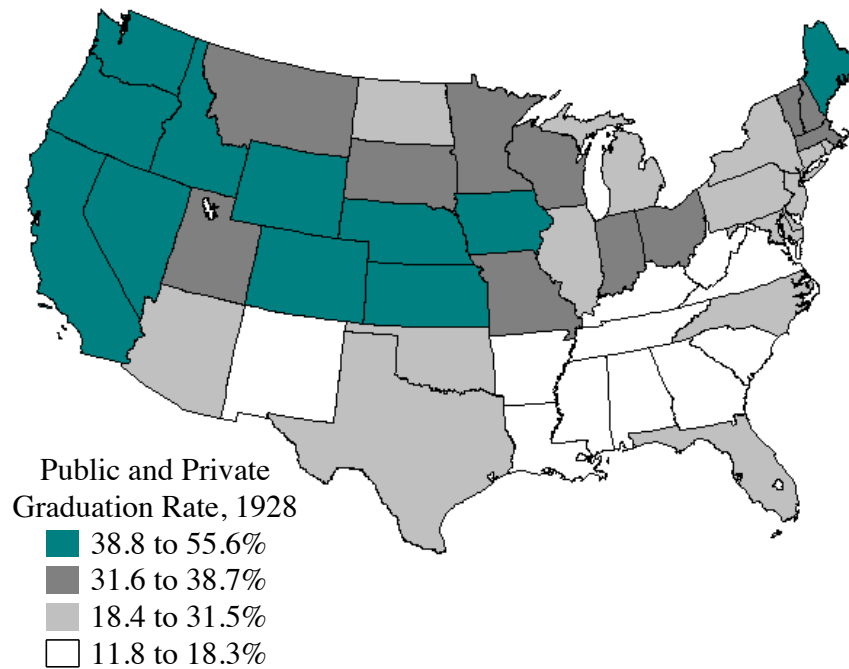 Public and Private
Graduation Rate, 1928
38.8 to 55.6%
31.6 to 38.7%
18.4 to 31.5%
11.8 to 18.3%